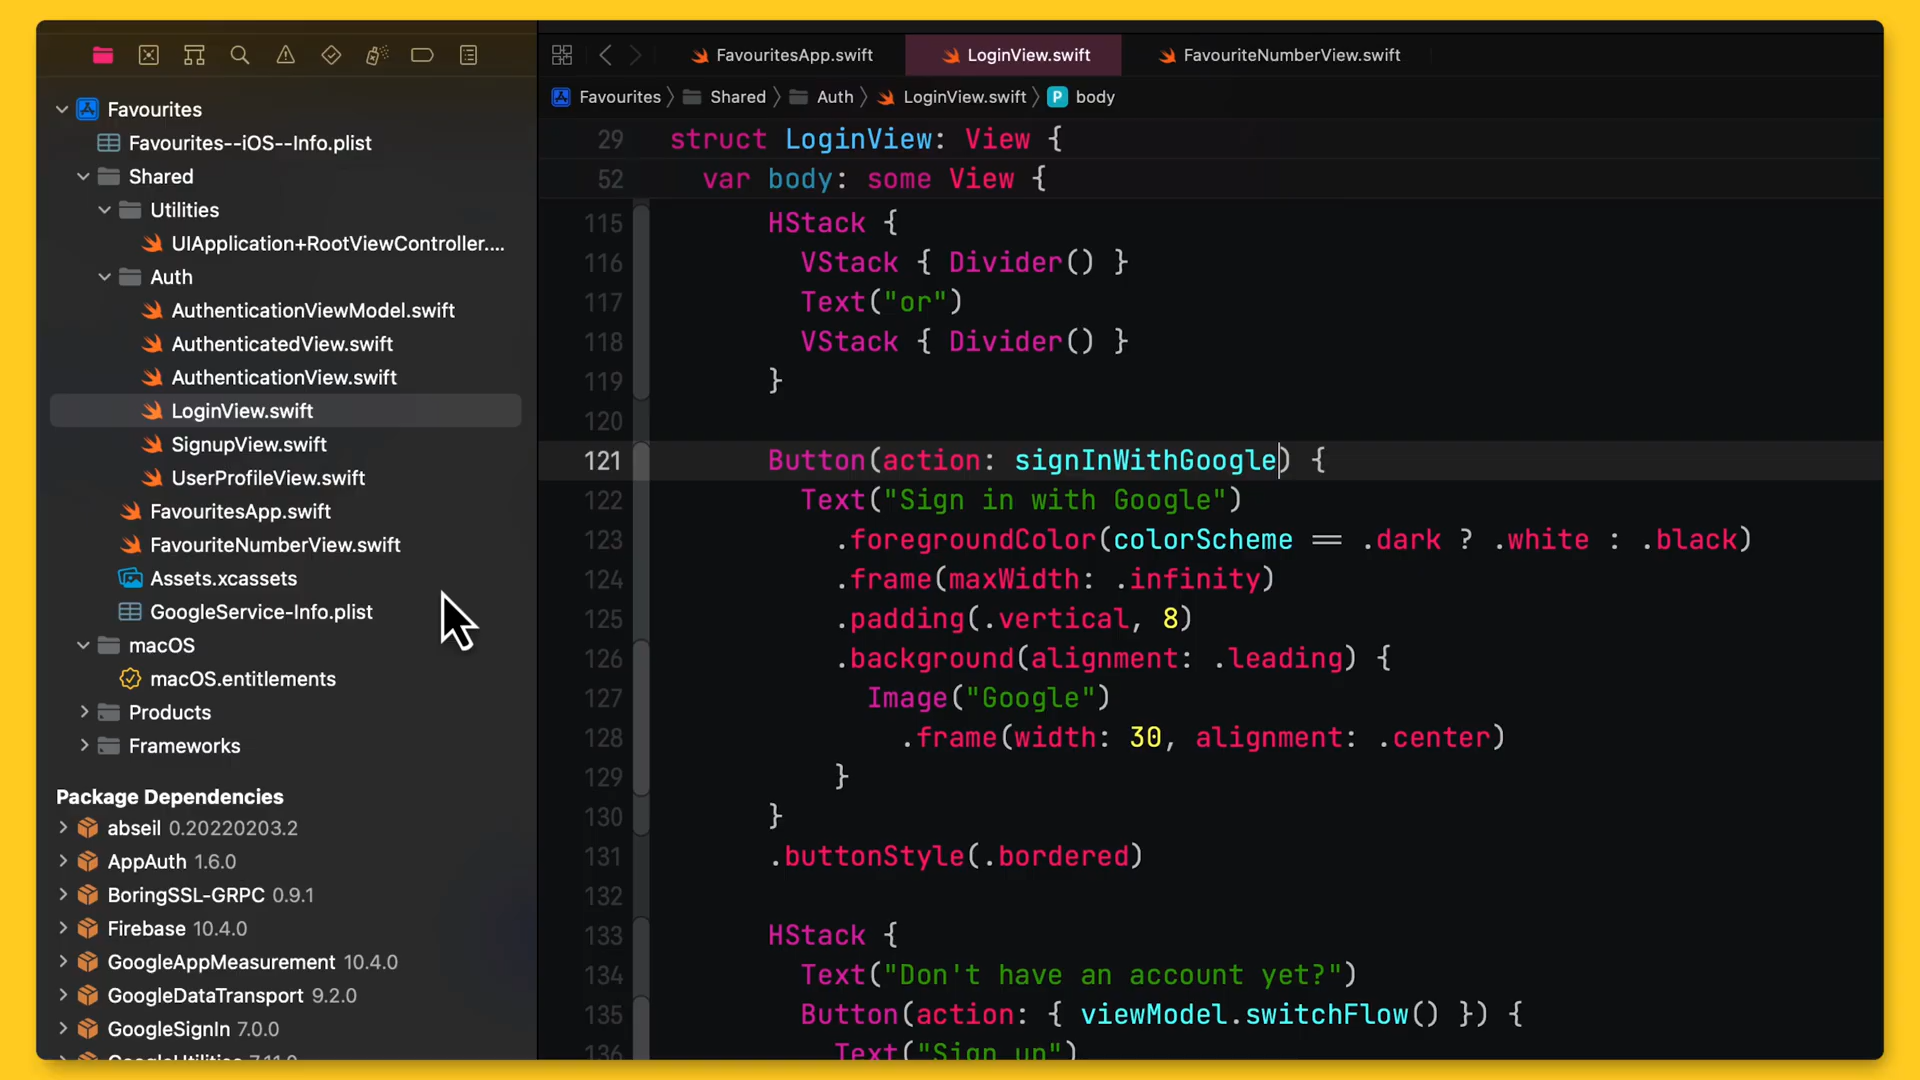 Favourites
Favourites--iOS--Info.plist
Shared
Utilities
UIApplication+RootViewController....
Auth
AuthenticationViewModel.swift
AuthenticatedView.swift
AuthenticationView.swift
LoginView.swift
SignupView.swift
UserProfileView.swift
FavouritesApp.swift
FavouriteNumberView.swift
Assets.xcassets
GoogleService-Info.plist
macOS
macOS.entitlements
Products
Frameworks
Package Dependencies
abseil 0.20220203.2
AppAuth 1.6.0
BoringSSL-GRPC 0.9.1
Firebase 10.4.0
GoogleAppMeasurement 10.4.0
GoogleDataTransport 9.2.0
GoogleSignIn 7.0.0
GoogleUtilities 7.11.0
FavouritesApp.swift LoginView.swift FavouriteNumberView.swift
Favourites Shared Auth LoginView.swift P body
29 struct LoginView: View {
52 var body: some View {
115 HStack {
116 VStack { Divider() }
117 Text("or")
118 VStack { Divider() }
119 }
120
121 Button(action: signInWithGoogle) {
122 Text("Sign in with Google")
123 .foregroundColor(colorScheme == .dark ? .white : .black)
124 .frame(maxWidth: .infinity)
125 .padding(.vertical, 8)
126 .background(alignment: .leading) {
127 Image("Google")
128 .frame(width: 30, alignment: .center)
129 }
130 }
131 .buttonStyle(.bordered)
132
133 HStack {
134 Text("Don't have an account yet?")
135 Button(action: { viewModel.switchFlow() }) {
136 Text("Sign up")